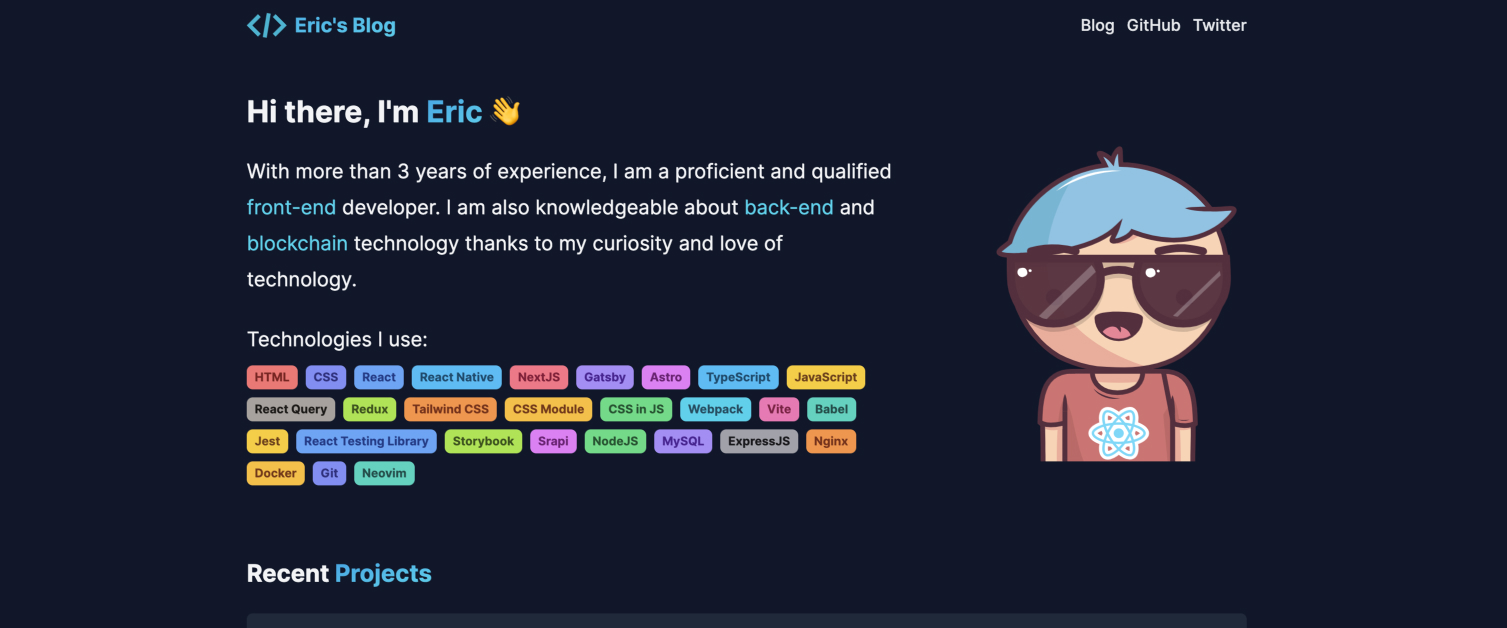 </> Eric's Blog
Blog GitHub Twitter
Hi there, I'm Eric 👋
With more than 3 years of experience, I am a proficient and qualified
front-end developer. I am also knowledgeable about back-end and
blockchain technology thanks to my curiosity and love of
technology.
Technologies I use:
HTML CSS React React Native NextJS Gatsby Astro TypeScript JavaScript
React Query Redux Tailwind CSS CSS Module CSS in JS Webpack Vite Babel
Jest React Testing Library Storybook Srapi NodeJS MySQL ExpressJS Nginx
Docker Git Neovim
Recent Projects